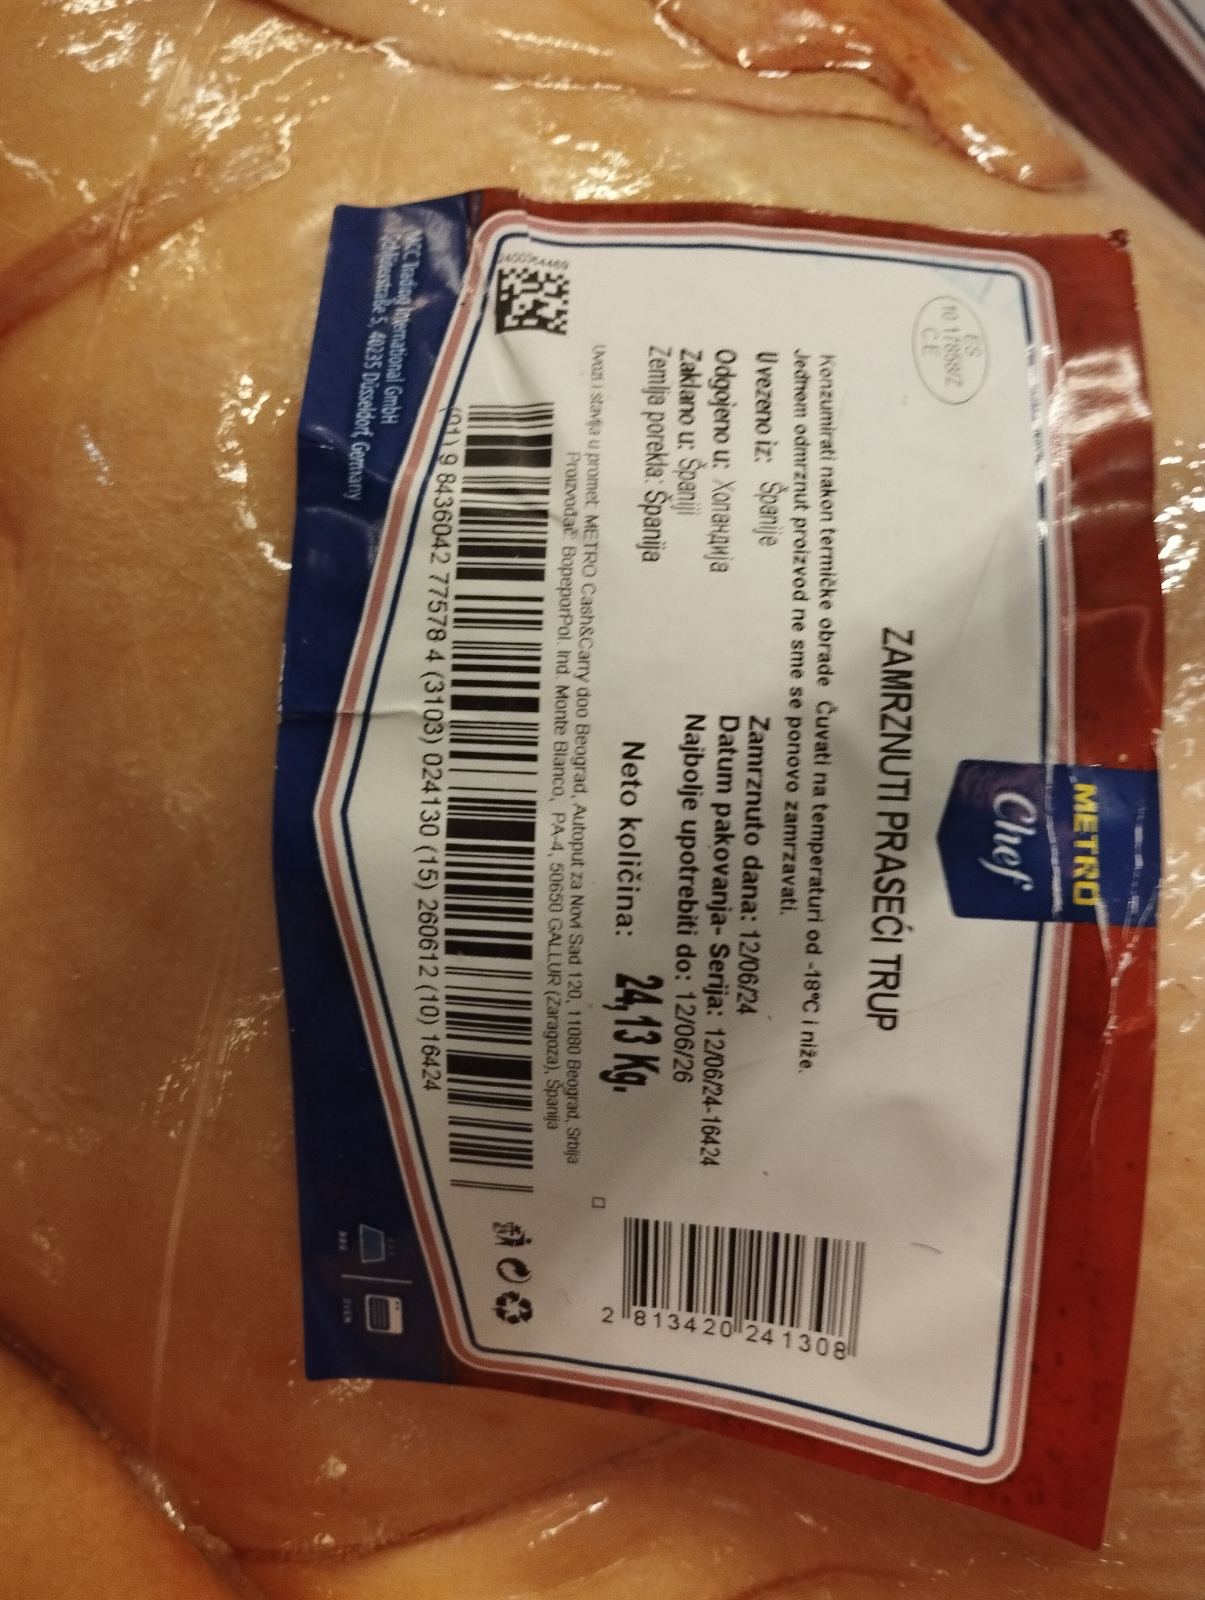 METRO
Chef
ES
CE
ZAMRZNUTI PRASEĆI TRUP
Konzumirati nakon termičke obrade Čuvati na temperaturi od -18°C i niže.
Jednom odmrznut proizvod ne sme se ponovo zamrzavati.
Uvezeno iz: Španije
Odgojeno u: Холандија
Zaklano u: Španiji
Zemlja porekla: Španija
Zamrznuto dana: 12/06/24
Datum pakovanja- Serija: 12/06/24-16424
Najbolje upotrebiti do: 12/06/26
Neto količina: 24,13 Kg.
Uvozi i stavlja u promet: METRO Cash&Carry doo Beograd, Autoput za Novi Sad 120, 11080 Beograd, Srbija
Proizvođač: BopeporPol. Ind. Monte Blanco, PA-4, 50650 GALLUR (Zaragoza), Španija
2 813420 241308
(01) 9 8436042 77578 4 (3103) 024130 (15) 260612 (10) 16424
MCC Trading International GmbH
Schlüterstraße 5, 40235 Düsseldorf, Germany
BBQ
OVEN